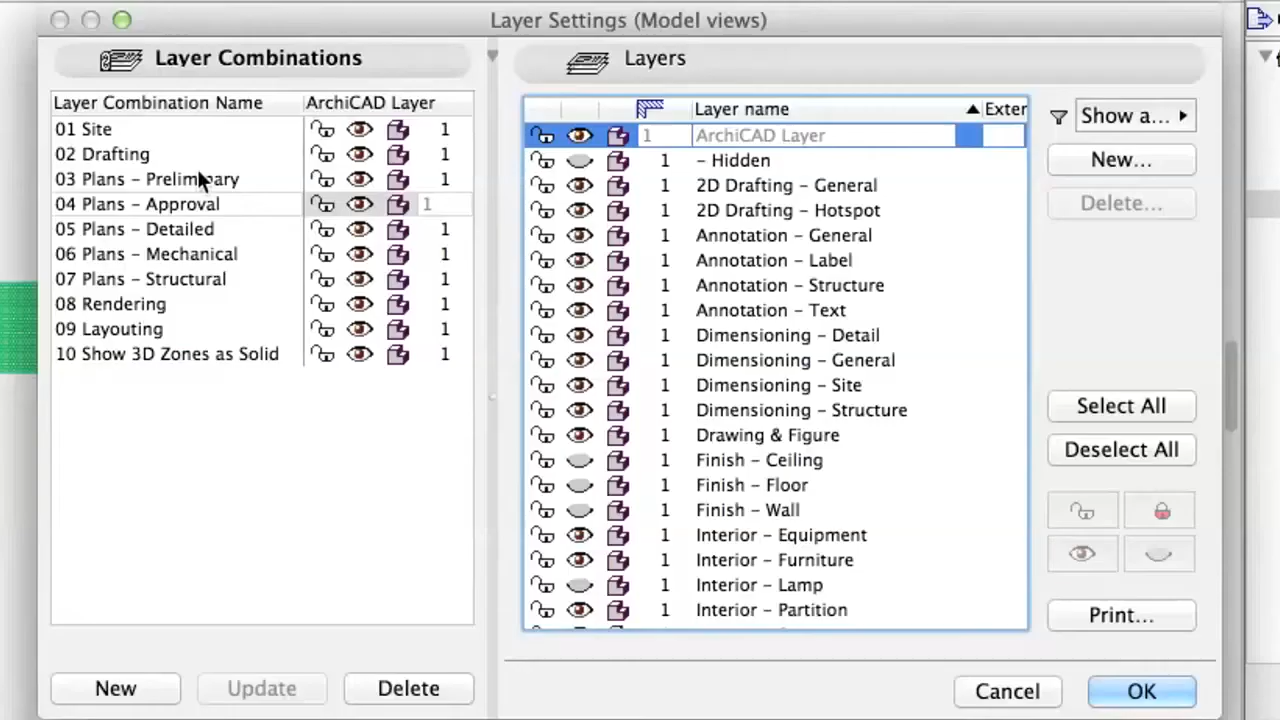 Layer Settings (Model views)
Layer Combinations
Layer Combination Name ArchiCAD Layer
01 Site 1
02 Drafting 1
03 Plans - Preliminary 1
04 Plans - Approval 1
05 Plans - Detailed 1
06 Plans - Mechanical 1
07 Plans - Structural 1
08 Rendering 1
09 Layouting 1
10 Show 3D Zones as Solid 1
New Update Delete
Layers
Layer name Exter
1 ArchiCAD Layer
1 - Hidden
1 2D Drafting - General
1 2D Drafting - Hotspot
1 Annotation - General
1 Annotation - Label
1 Annotation - Structure
1 Annotation - Text
1 Dimensioning - Detail
1 Dimensioning - General
1 Dimensioning - Site
1 Dimensioning - Structure
1 Drawing & Figure
1 Finish - Ceiling
1 Finish - Floor
1 Finish - Wall
1 Interior - Equipment
1 Interior - Furniture
1 Interior - Lamp
1 Interior - Partition
Show a...
New...
Delete...
Select All
Deselect All
Print...
Cancel OK